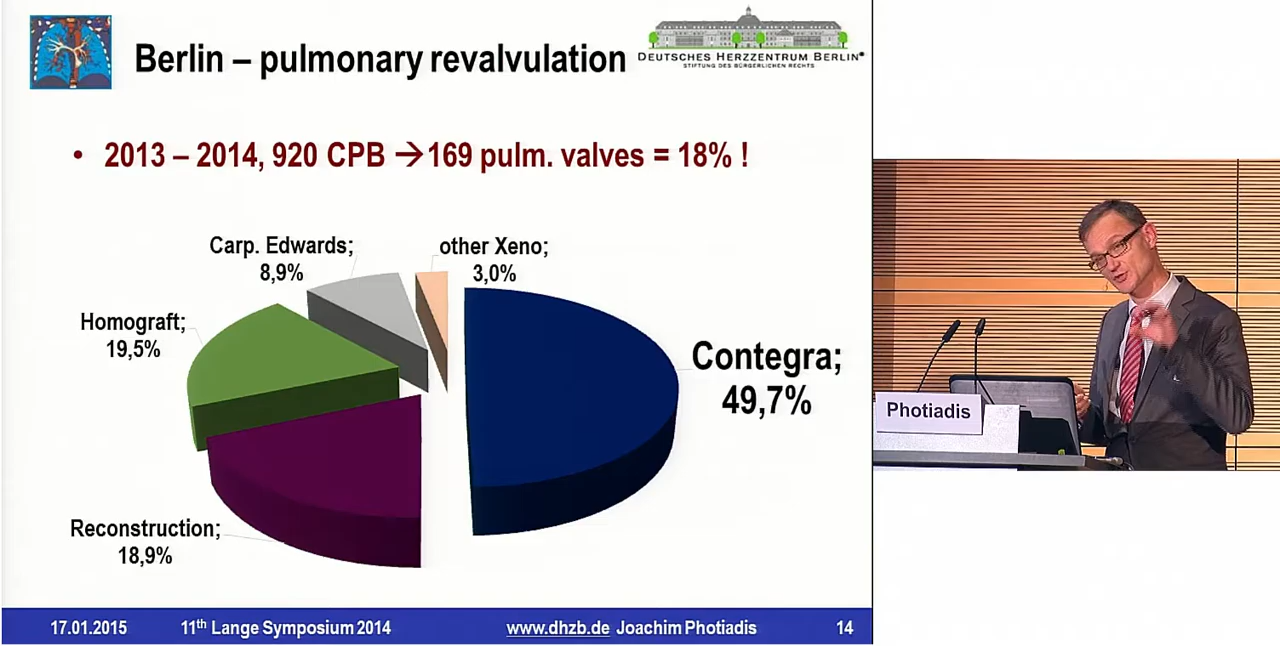 Berlin – pulmonary revalvulation
DEUTSCHES HERZZENTRUM BERLIN®
STIFTUNG DES BÜRGERLICHEN RECHTS
• 2013 – 2014, 920 CPB →169 pulm. valves = 18% !
Carp. Edwards;
8,9%
other Xeno;
3,0%
Homograft;
19,5%
Contegra;
49,7%
Reconstruction;
18,9%
17.01.2015 11th Lange Symposium 2014 www.dhzb.de Joachim Photiadis 14
Photiadis